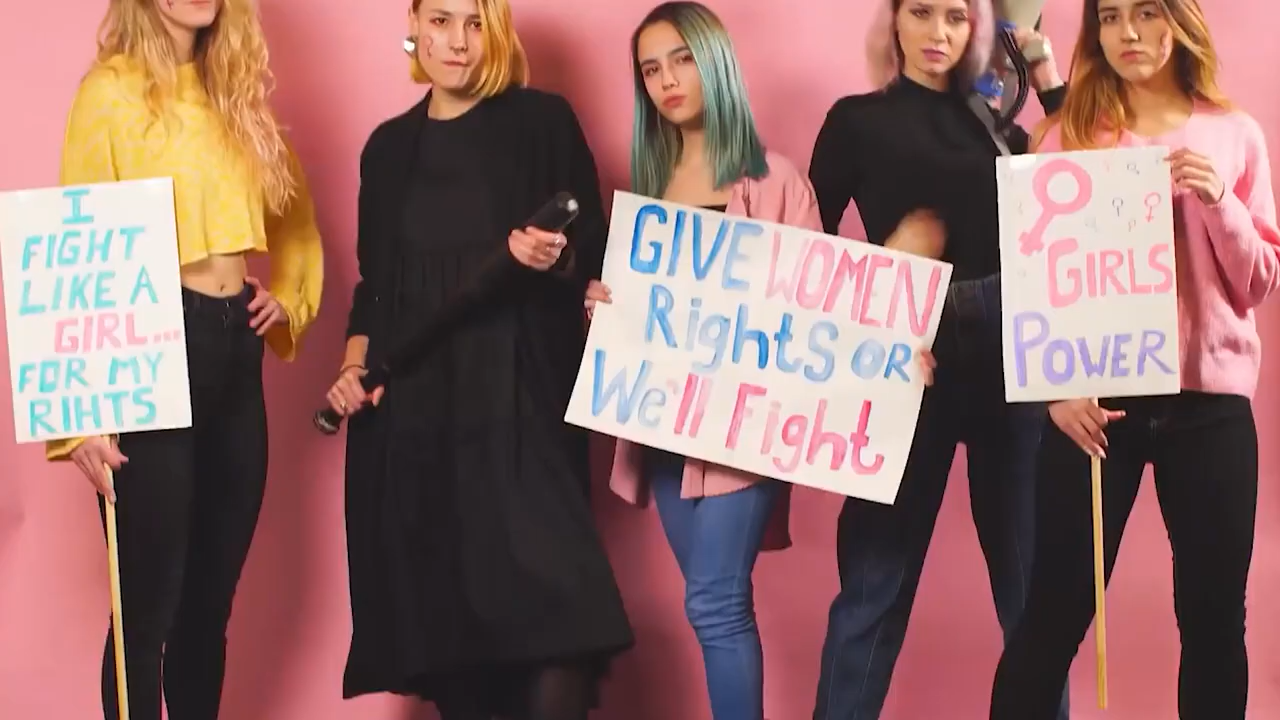 I
FIGHT
LIKE A
GIRL...
FOR MY
RIHTS
GIVE WOMEN
Rights OR
We'll Fight
GIRLS
POWER